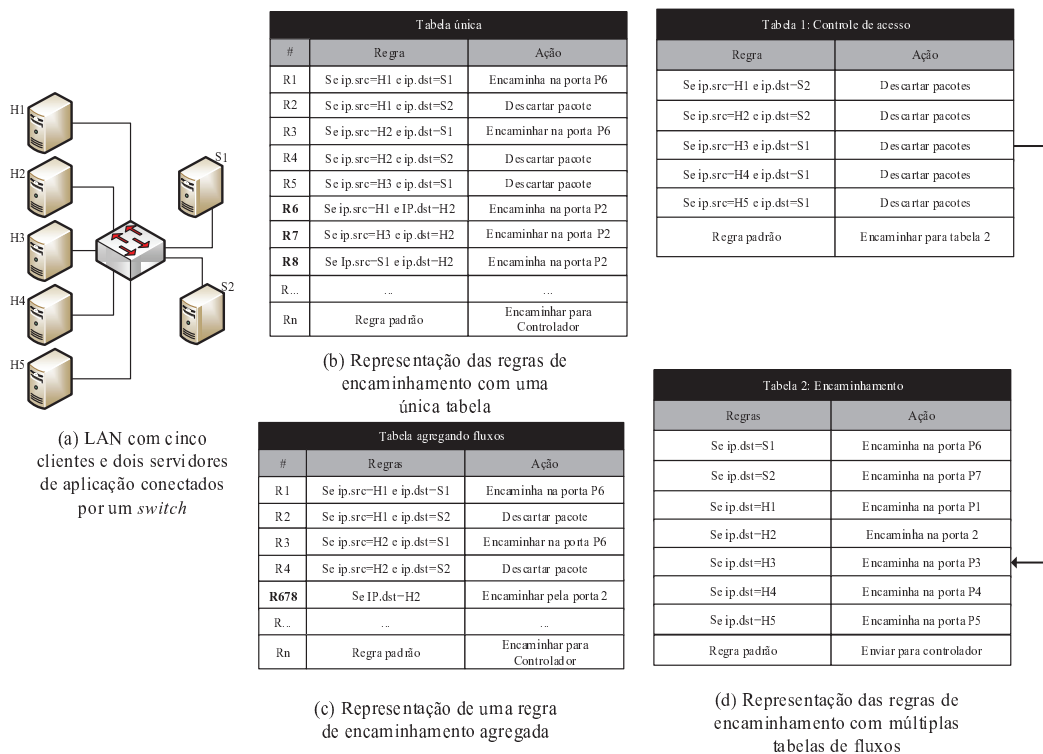 H1
H2
H3
H4
H5
S1
S2
(a) LAN com cinco
clientes e dois servidores
de aplicação conectados
por um switch
Tabela única
# Regra Ação
R1 Se ip.src=H1 e ip.dst=S1 Encaminha na porta P6
R2 Se ip.src=H1 e ip.dst=S2 Descartar pacote
R3 Se ip.src=H2 e ip.dst=S1 Encaminhar na porta P6
R4 Se ip.src=H2 e ip.dst=S2 Descartar pacote
R5 Se ip.src=H3 e ip.dst=S1 Descartar pacote
R6 Se ip.src=H1 e IP.dst=H2 Encaminha na porta P2
R7 Se ip.src=H3 e ip.dst=H2 Encaminhar na porta P2
R8 Se Ip.src=S1 e ip.dst=H2 Encaminha na porta P2
R... ... ...
Rn Regra padrão Encaminhar para
Controlador
(b) Representação das regras de
encaminhamento com uma
única tabela
Tabela agregando fluxos
# Regras Ação
R1 Se ip.src=H1 e ip.dst=S1 Encaminha na porta P6
R2 Se ip.src=H1 e ip.dst=S2 Descartar pacote
R3 Se ip.src=H2 e ip.dst=S1 Encaminhar na porta P6
R4 Se ip.src=H2 e ip.dst=S2 Descartar pacote
R678 Se IP.dst=H2 Encaminhar pela porta 2
R... ... ...
Rn Regra padrão Encaminhar para
Controlador
(c) Representação de uma regra
de encaminhamento agregada
Tabela 1: Controle de acesso
Regra Ação
Se ip.src=H1 e ip.dst=S2 Descartar pacotes
Se ip.src=H2 e ip.dst=S2 Descartar pacotes
Se ip.src=H3 e ip.dst=S1 Descartar pacotes
Se ip.src=H4 e ip.dst=S1 Descartar pacotes
Se ip.src=H5 e ip.dst=S1 Descartar pacotes
Regra padrão Encaminhar para tabela 2
Tabela 2: Encaminhamento
Regras Ação
Se ip.dst=S1 Encaminha na porta P6
Se ip.dst=S2 Encaminha na porta P7
Se ip.dst=H1 Encaminha na porta P1
Se ip.dst=H2 Encaminha na porta 2
Se ip.dst=H3 Encaminha na porta P3
Se ip.dst=H4 Encaminha na porta P4
Se ip.dst=H5 Encaminha na porta P5
Regra padrão Enviar para controlador
(d) Representação das regras de
encaminhamento com múltiplas
tabelas de fluxos